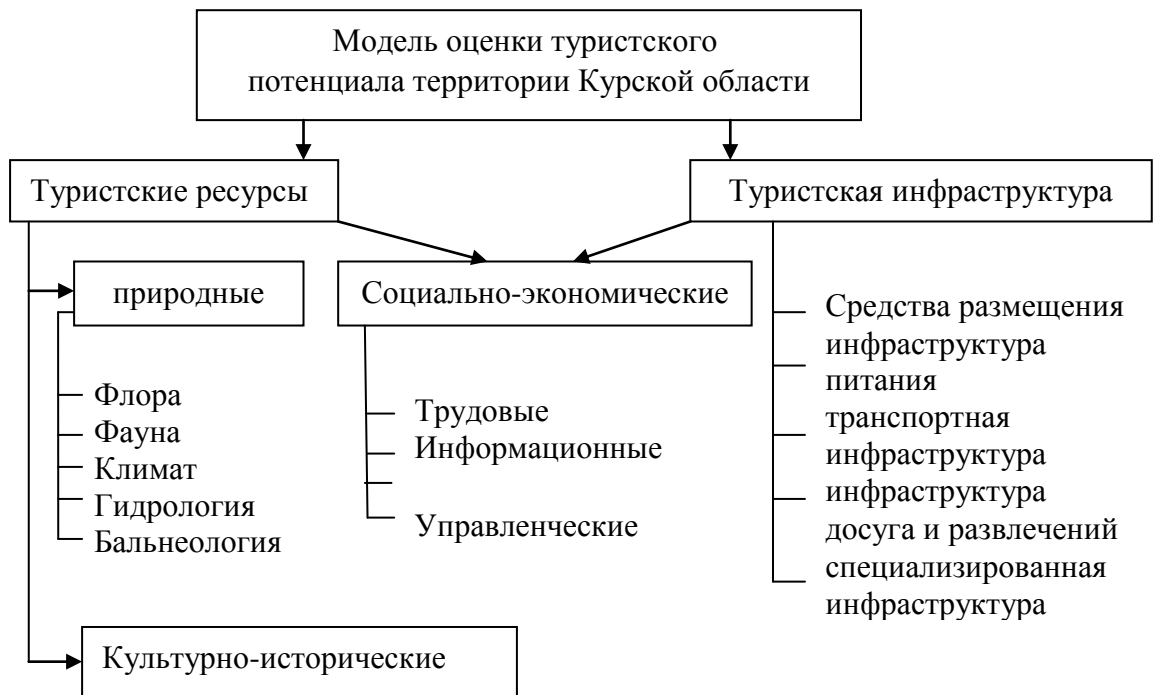 Модель оценки туристского
потенциала территории Курской области
Туристские ресурсы
Туристская инфраструктура
природные
Социально-экономические
Флора
Фауна
Климат
Гидрология
Бальнеология
Трудовые
Информационные
Управленческие
Средства размещения
инфраструктура
питания
транспортная
инфраструктура
инфраструктура
досуга и развлечений
специализированная
инфраструктура
Культурно-исторические